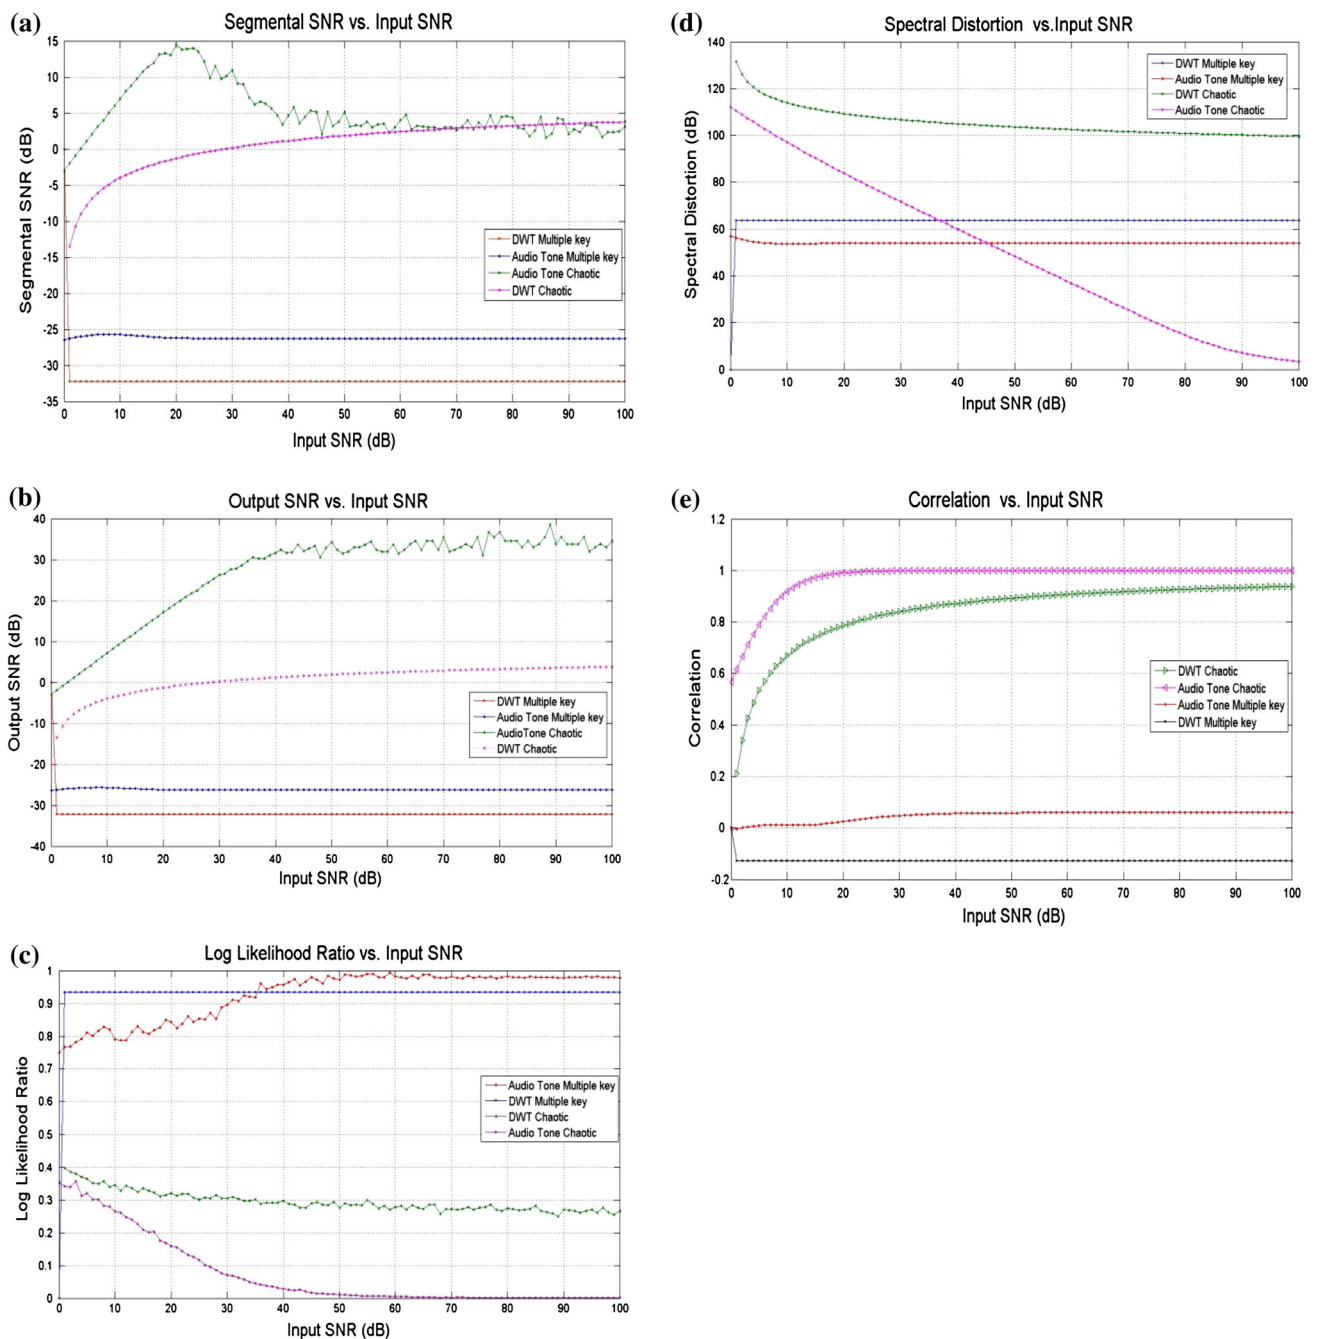 (a)
Segmental SNR vs. Input SNR
Segmental SNR (dB)
15
10
5
0
-5
-10
-15
-20
-25
-30
-35
DWT Multiple key
Audio Tone Multiple key
Audio Tone Chaotic
DWT Chaotic
0 10 20 30 40 50 60 70 80 90 100
Input SNR (dB)
(b)
Output SNR vs. Input SNR
Output SNR (dB)
40
30
20
10
0
-10
-20
-30
-40
DWT Multiple key
Audio Tone Multiple key
AudioTone Chaotic
DWT Chaotic
0 10 20 30 40 50 60 70 80 90 100
Input SNR (dB)
(c)
Log Likelihood Ratio vs. Input SNR
Log Likelihood Ratio
1
0.9
0.8
0.7
0.6
0.5
0.4
0.3
0.2
0.1
0
Audio Tone Multiple key
DWT Multiple key
DWT Chaotic
Audio Tone Chaotic
0 10 20 30 40 50 60 70 80 90 100
Input SNR (dB)
(d)
Spectral Distortion vs.Input SNR
Spectral Distortion (dB)
140
120
100
80
60
40
20
0
DWT Multiple key
Audio Tone Multiple key
DWT Chaotic
Audio Tone Chaotic
0 10 20 30 40 50 60 70 80 90 100
Input SNR (dB)
(e)
Correlation vs. Input SNR
Correlation
1.2
1
0.8
0.6
0.4
0.2
0
-0.2
DWT Chaotic
Audio Tone Chaotic
Audio Tone Multiple key
DWT Multiple key
0 10 20 30 40 50 60 70 80 90 100
Input SNR (dB)